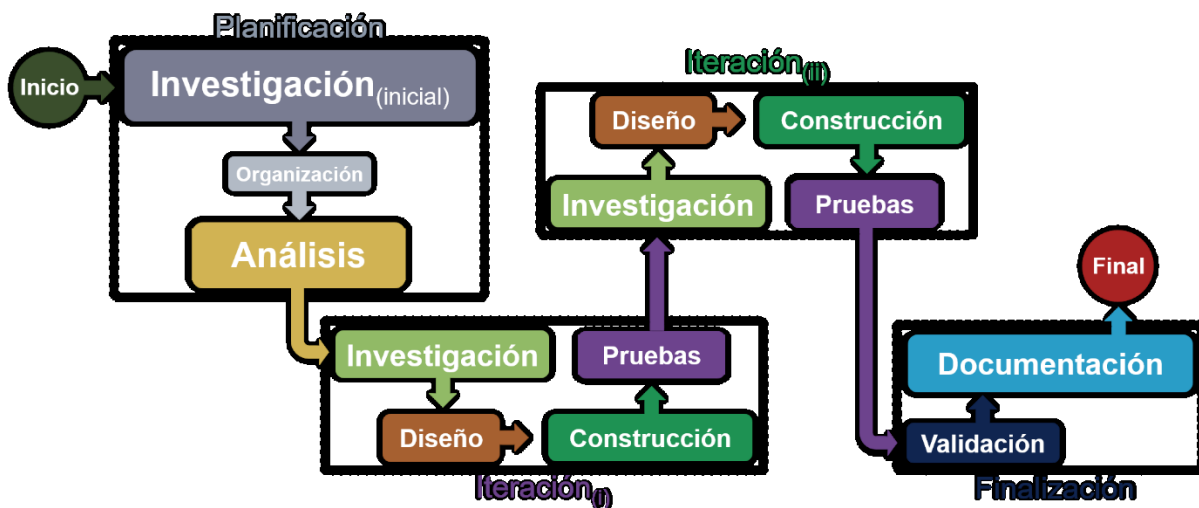 Planificación
Inicio
Investigación(inicial)
Organización
Análisis
Investigación
Pruebas
Diseño
Construcción
Iteración(i)
Iteración(ii)
Diseño
Construcción
Investigación
Pruebas
Final
Documentación
Validación
Finalización